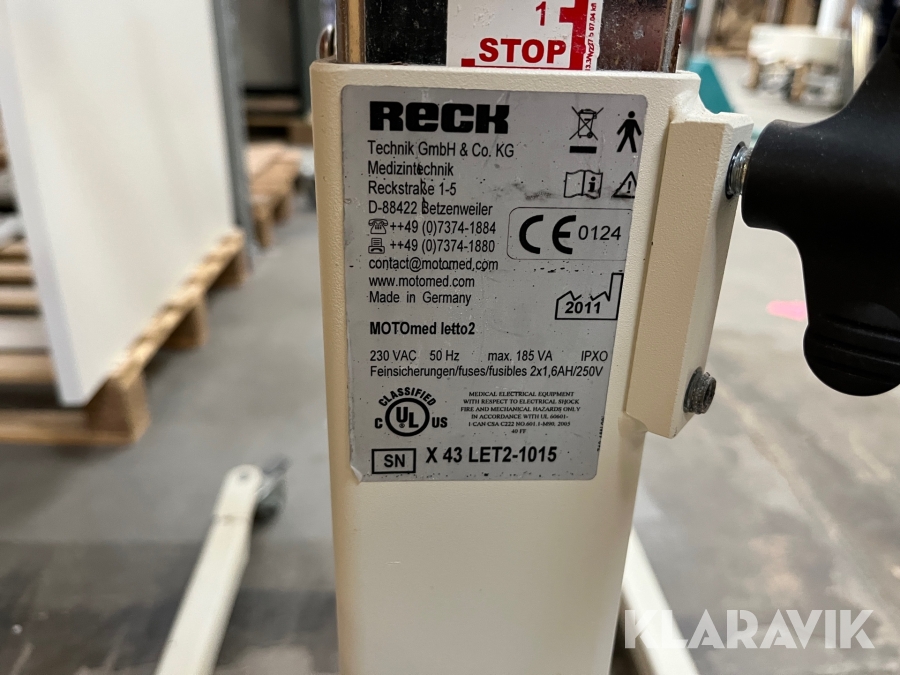 1
STOP
RECK
Technik GmbH & Co. KG
Medizintechnik
Reckstraße 1-5
D-88422 Betzenweiler
++49 (0)7374-1884
++49 (0)7374-1880
contact@motomed.com
www.motomed.com
Made in Germany
CE 0124
2011
MOTOmed letto2
230 VAC 50 Hz max. 185 VA IPXO
Feinsicherungen/fuses/fusibles 2x1,6AH/250V
CLASSIFIED
C UL US
MEDICAL ELECTRICAL EQUIPMENT
WITH RESPECT TO ELECTRICAL SHOCK
FIRE AND MECHANICAL HAZARDS ONLY
IN ACCORDANCE WITH UL 60601-
1/CAN CSA C222 NO.601.1-M90, 2005
40 FF
SN X 43 LET2-1015
KLARAVIK